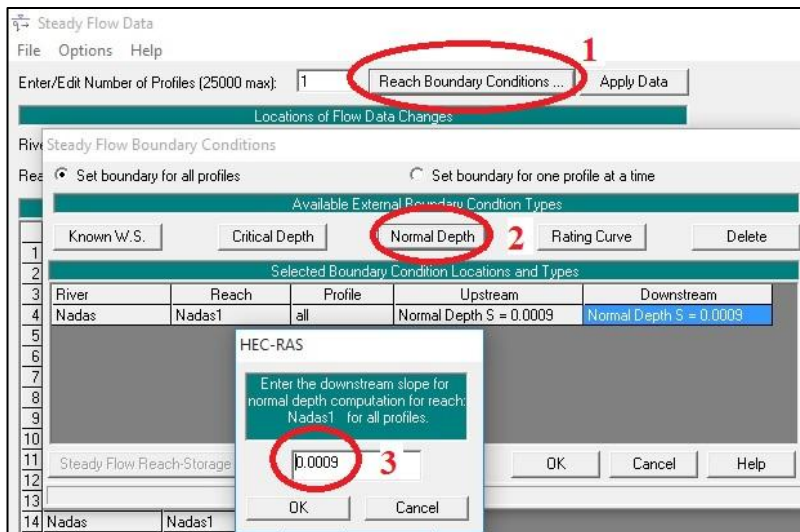 Steady Flow Data
File Options Help
1
Enter/Edit Number of Profiles (25000 max): 1 Reach Boundary Conditions ... Apply Data
Locations of Flow Data Changes
Steady Flow Boundary Conditions
Set boundary for all profiles Set boundary for one profile at a time
Available External Boundary Condtion Types
Known W.S. Critical Depth Normal Depth 2 Rating Curve Delete
1
2 Selected Boundary Condition Locations and Types
3 River Reach Profile Upstream Downstream
4 Nadas Nadas1 all Normal Depth S = 0.0009 Normal Depth S = 0.0009
5
6 HEC-RAS
7
8 Enter the downstream slope for
9 normal depth computation for reach:
10 Nadas1 for all profiles.
11 Steady Flow Reach-Storage 0.0009 3 OK Cancel Help
12
13 OK Cancel
14 Nadas Nadas1